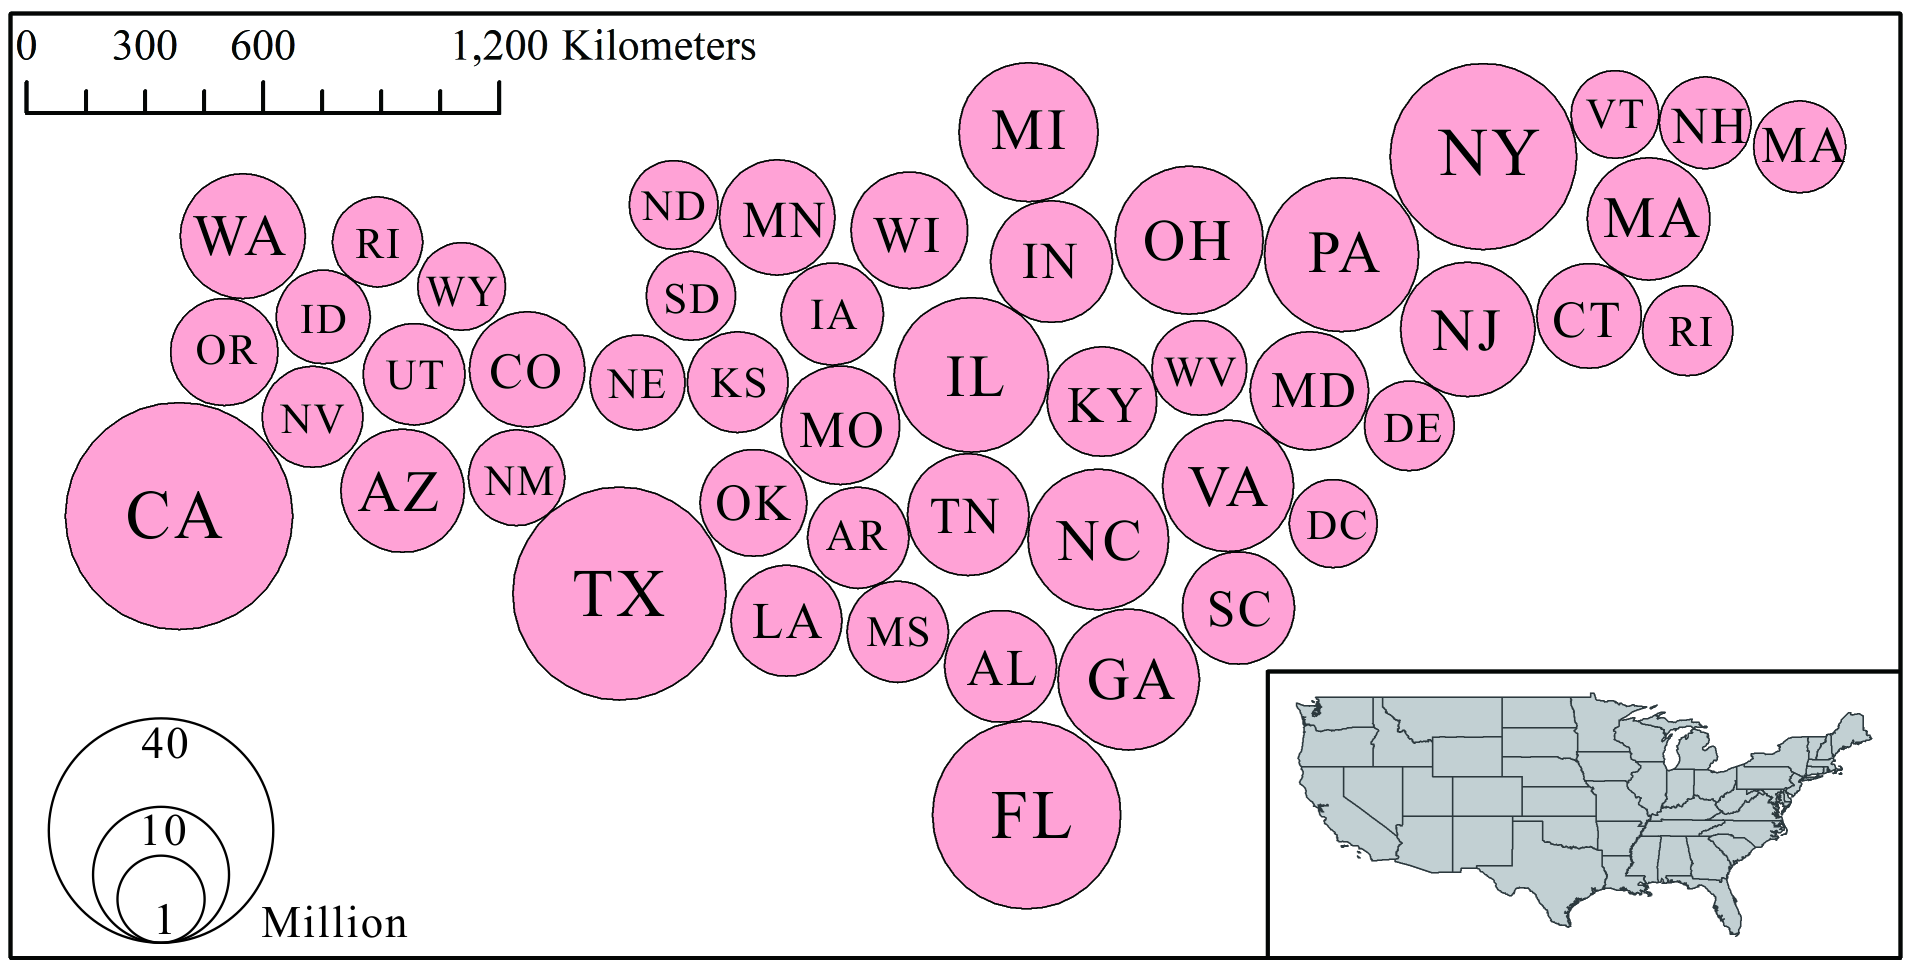 0 300 600 1,200 Kilometers
MI
NY
VT
NH
MA
WA
RI
ND
MN
WI
IN
OH
PA
MA
WY
ID
SD
IA
OR
UT
CO
NE
KS
IL
KY
WV
MD
NJ
CT
RI
NV
MO
DE
CA
AZ
NM
OK
AR
TN
NC
VA
DC
TX
LA
MS
AL
GA
SC
FL
40
10
1
Million